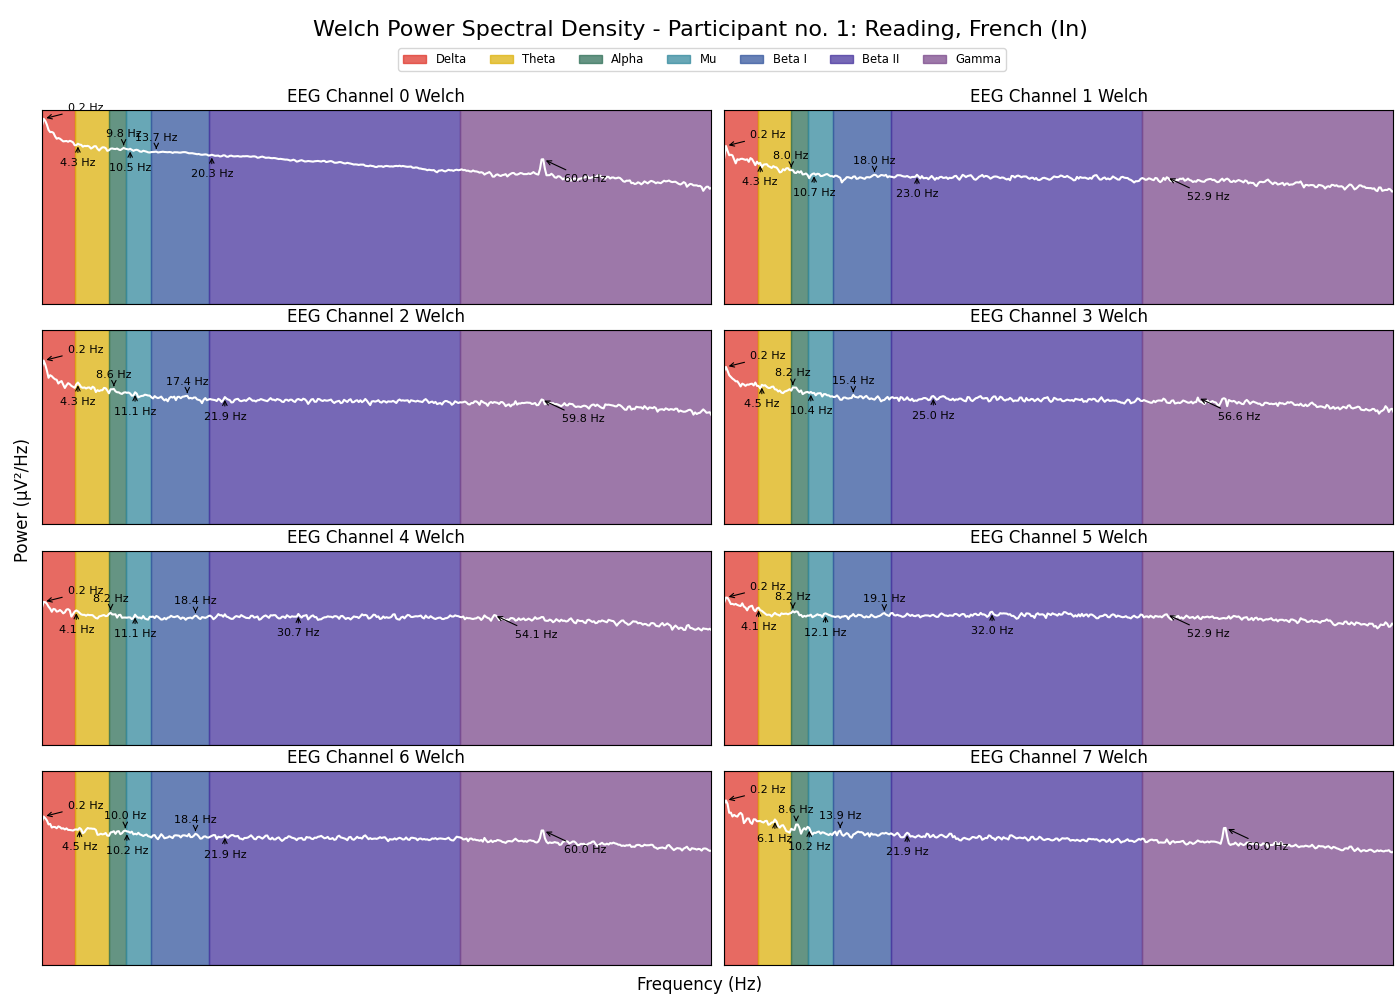 Welch Power Spectral Density - Participant no. 1: Reading, French (In)
Delta Theta Alpha Mu Beta I Beta II Gamma
EEG Channel 0 Welch
0.2 Hz
4.3 Hz
9.8 Hz
10.5 Hz
13.7 Hz
20.3 Hz
60.0 Hz
EEG Channel 1 Welch
0.2 Hz
4.3 Hz
8.0 Hz
10.7 Hz
18.0 Hz
23.0 Hz
52.9 Hz
EEG Channel 2 Welch
0.2 Hz
4.3 Hz
8.6 Hz
11.1 Hz
17.4 Hz
21.9 Hz
59.8 Hz
EEG Channel 3 Welch
0.2 Hz
4.5 Hz
8.2 Hz
10.4 Hz
15.4 Hz
25.0 Hz
56.6 Hz
EEG Channel 4 Welch
0.2 Hz
4.1 Hz
8.2 Hz
11.1 Hz
18.4 Hz
30.7 Hz
54.1 Hz
EEG Channel 5 Welch
0.2 Hz
4.1 Hz
8.2 Hz
12.1 Hz
19.1 Hz
32.0 Hz
52.9 Hz
EEG Channel 6 Welch
0.2 Hz
4.5 Hz
10.0 Hz
10.2 Hz
18.4 Hz
21.9 Hz
60.0 Hz
EEG Channel 7 Welch
0.2 Hz
6.1 Hz
8.6 Hz
10.2 Hz
13.9 Hz
21.9 Hz
60.0 Hz
Power (μV²/Hz)
Frequency (Hz)